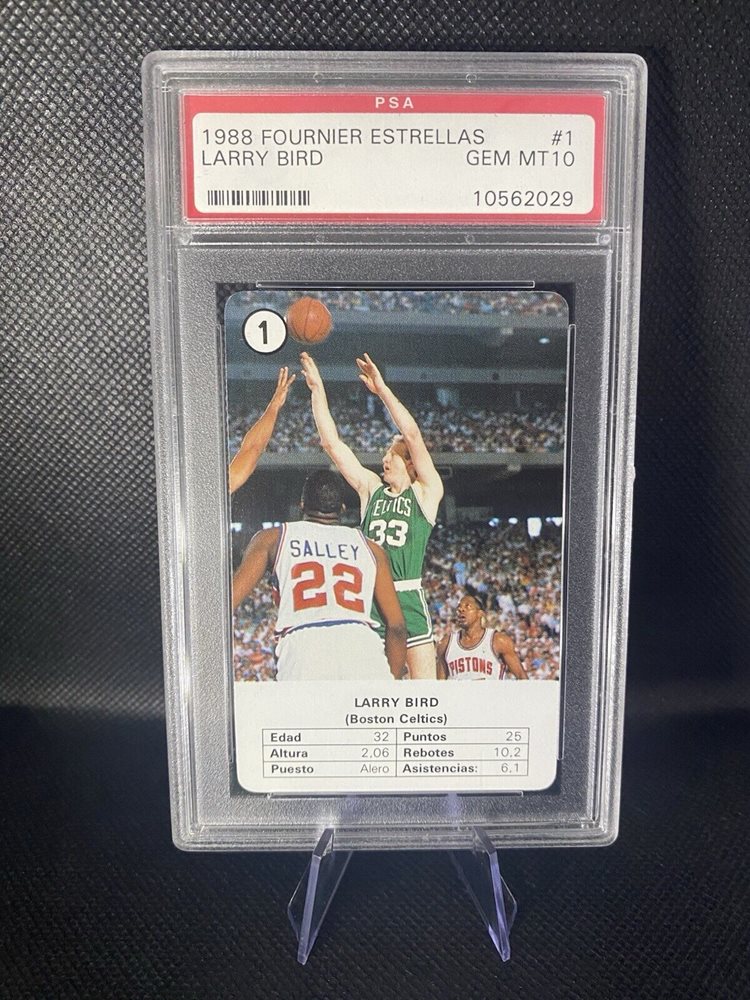 PSA
1988 FOURNIER ESTRELLAS #1
LARRY BIRD GEM MT10
10562029
1
CELTICS
33
SALLEY
22
PISTONS
LARRY BIRD
(Boston Celtics)
Edad 32 Puntos 25
Altura 2,06 Rebotes 10,2
Puesto Alero Asistencias: 6,1